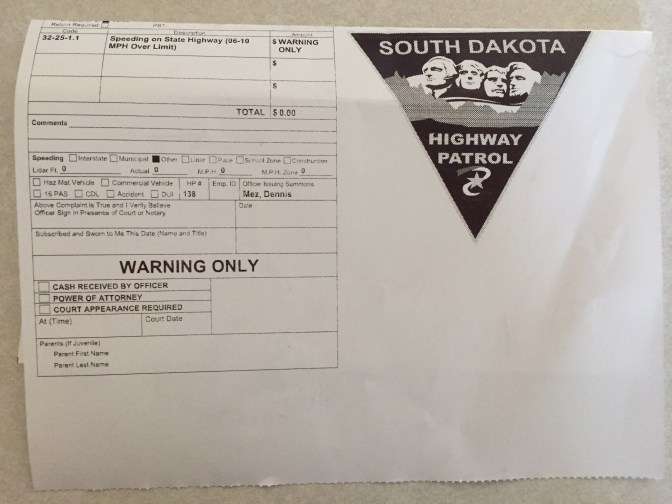 Return Required PRT
Code Description Amount
32-25-1.1 Speeding on State Highway (06-10 MPH Over Limit) $ WARNING ONLY
$
$
TOTAL $ 0.00
Comments
Speeding Interstate Municipal Other Lidar Pace School Zone Construction
Lidar Ft. 0 Actual 0 M.P.H. 0 M.P.H. Zone 0
Haz Mat Vehicle Commercial Vehicle HP# Emp. ID Officer Issuing Summons
16 PAS CDL Accident DUI 138 Mez, Dennis
Above Complaint is True and I Verily Believe Date
Officer Sign in Presence of Court or Notary
Subscribed and Sworn to Me This Date (Name and Title)
WARNING ONLY
CASH RECEIVED BY OFFICER
POWER OF ATTORNEY
COURT APPEARANCE REQUIRED
At (Time) Court Date
Parents (If Juvenile)
Parent First Name
Parent Last Name
SOUTH DAKOTA
HIGHWAY
PATROL